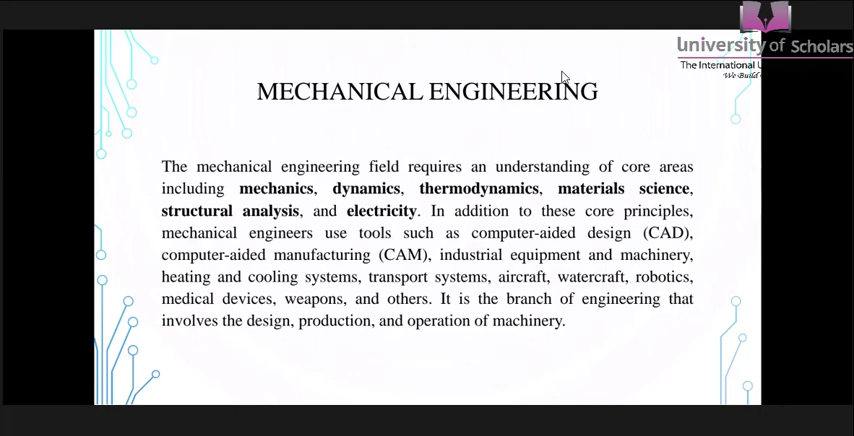 University of Scholars
The International U
We Build
MECHANICAL ENGINEERING
The mechanical engineering field requires an understanding of core areas
including mechanics, dynamics, thermodynamics, materials science,
structural analysis, and electricity. In addition to these core principles,
mechanical engineers use tools such as computer-aided design (CAD),
computer-aided manufacturing (CAM), industrial equipment and machinery,
heating and cooling systems, transport systems, aircraft, watercraft, robotics,
medical devices, weapons, and others. It is the branch of engineering that
involves the design, production, and operation of machinery.